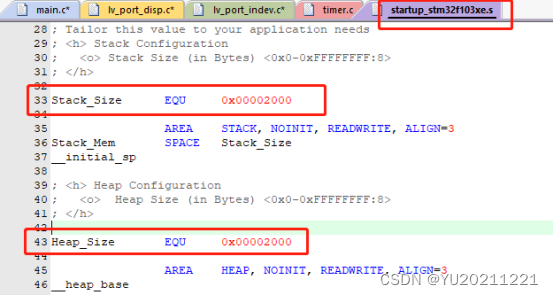 main.c* lv_port_disp.c* lv_port_indev.c* timer.c startup_stm32f103xe.s
28 ; Tailor this value to your application needs
29 ; <h> Stack Configuration
30 ;   <o> Stack Size (in Bytes) <0x0-0xFFFFFFFF:8>
31 ; </h>
32
33 Stack_Size EQU 0x00002000
34
35 AREA STACK, NOINIT, READWRITE, ALIGN=3
36 Stack_Mem SPACE Stack_Size
37 __initial_sp
38
39 ; <h> Heap Configuration
40 ;   <o>  Heap Size (in Bytes) <0x0-0xFFFFFFFF:8>
41 ; </h>
42
43 Heap_Size EQU 0x00002000
44
45 AREA HEAP, NOINIT, READWRITE, ALIGN=3
46 __heap_base
CSDN @YU20211221